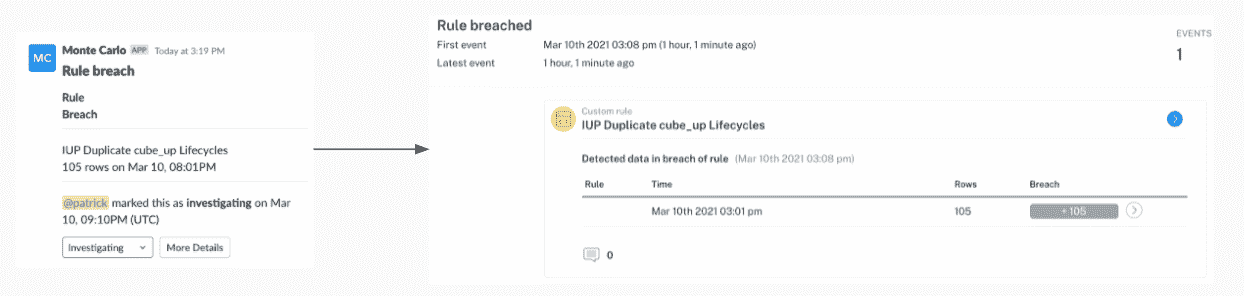 MC
Monte Carlo APP Today at 3:19 PM
Rule breach
Rule
Breach
IUP Duplicate cube_up Lifecycles
105 rows on Mar 10, 08:01PM
@patrick marked this as investigating on Mar
10, 09:10PM (UTC)
Investigating More Details
Rule breached
First event Mar 10th 2021 03:08 pm (1 hour, 1 minute ago)
Latest event 1 hour, 1 minute ago
EVENTS
1
Custom rule
IUP Duplicate cube_up Lifecycles
Detected data in breach of rule (Mar 10th 2021 03:08 pm)
Rule Time Rows Breach
Mar 10th 2021 03:01 pm 105 +105
0